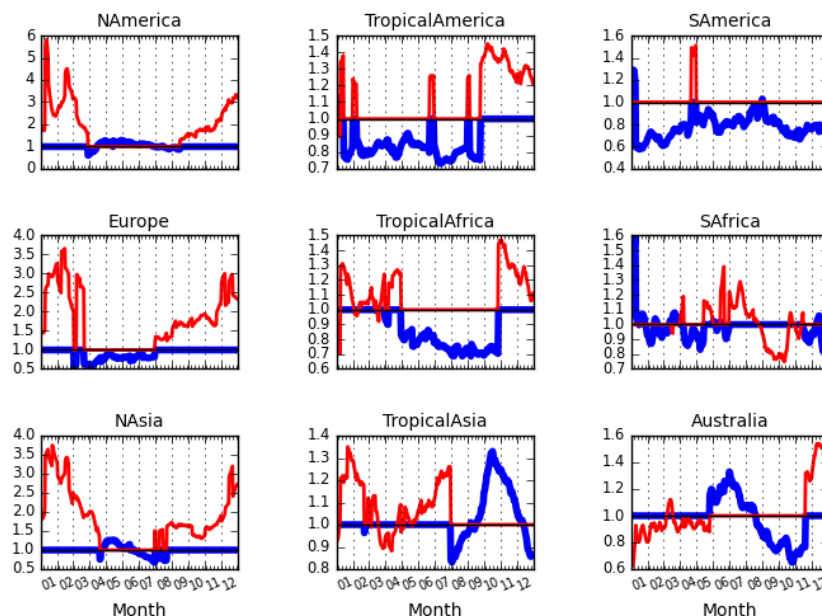 NAmerica TropicalAmerica SAmerica
6 5 4 3 2 1 0
1.5 1.4 1.3 1.2 1.1 1.0 0.9 0.8 0.7
1.6 1.4 1.2 1.0 0.8 0.6 0.4
Europe TropicalAfrica SAfrica
4.0 3.5 3.0 2.5 2.0 1.5 1.0 0.5
1.5 1.4 1.3 1.2 1.1 1.0 0.9 0.8 0.7 0.6
1.6 1.5 1.4 1.3 1.2 1.1 1.0 0.9 0.8 0.7
NAsia TropicalAsia Australia
4.0 3.5 3.0 2.5 2.0 1.5 1.0 0.5
1.4 1.3 1.2 1.1 1.0 0.9 0.8
1.6 1.4 1.2 1.0 0.8 0.6
01 02 03 04 05 06 07 08 09 10 11 12
01 02 03 04 05 06 07 08 09 10 11 12
01 02 03 04 05 06 07 08 09 10 11 12
Month Month Month